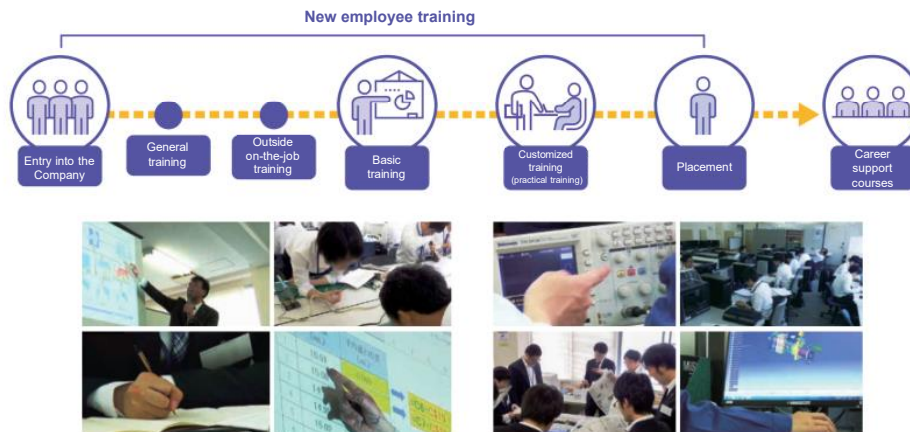 New employee training
Entry into the
Company
General
training
Outside
on-the-job
training
Basic
training
Customized
training
(practical training)
Placement
Career
support
courses
Tektronix